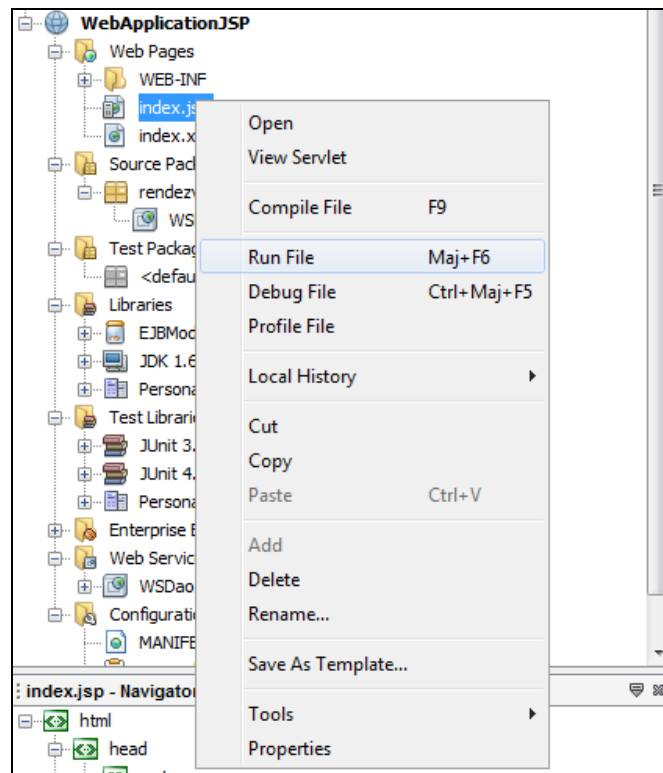 WebApplicationJSP
Web Pages
WEB-INF
index.js
index.x
Source Pac
rendezv
WS
Test Packag
<defau
Libraries
EJBMod
JDK 1.6
Persona
Test Librari
JUnit 3.
JUnit 4.
Persona
Enterprise B
Web Servic
WSDao
Configurati
MANIFE
Open
View Servlet
Compile File F9
Run File Maj+F6
Debug File Ctrl+Maj+F5
Profile File
Local History
Cut
Copy
Paste Ctrl+V
Add
Delete
Rename...
Save As Template...
Tools
Properties
index.jsp - Navigator
html
head